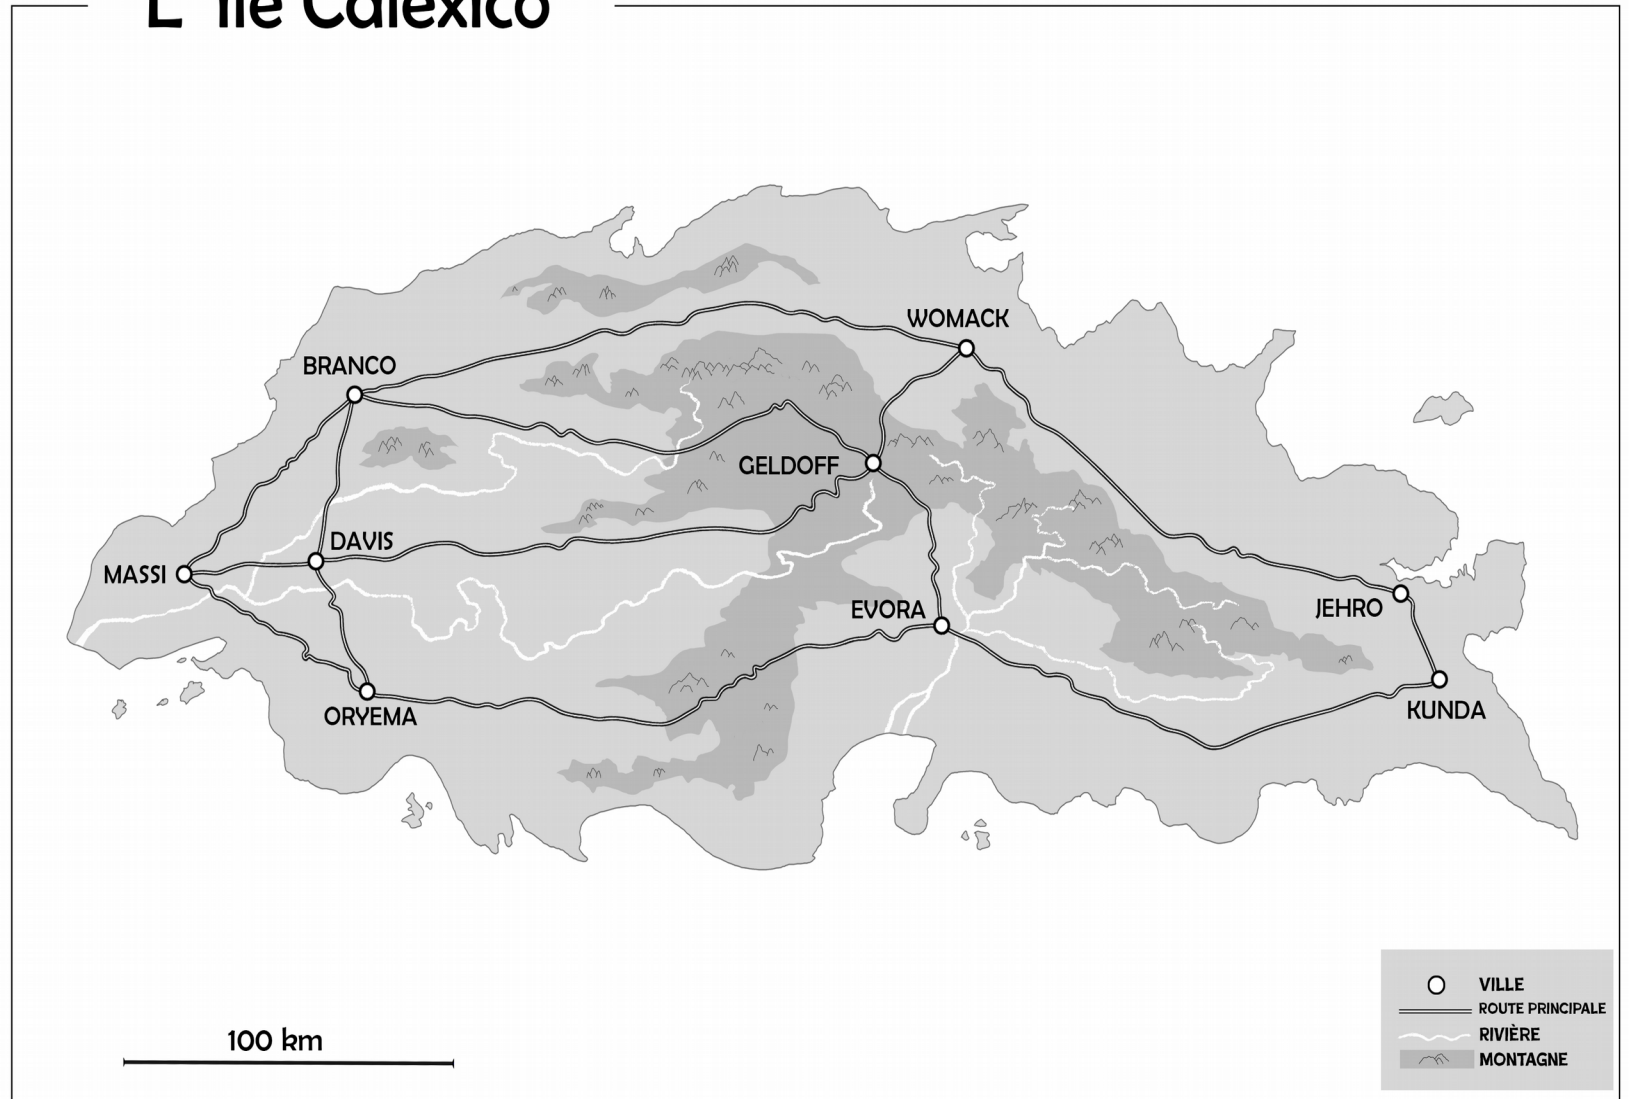 L' île Calexico
WOMACK
BRANCO
GELDOFF
DAVIS
MASSI
EVORA
JEHRO
ORYEMA
KUNDA
VILLE
ROUTE PRINCIPALE
RIVIÈRE
MONTAGNE
100 km